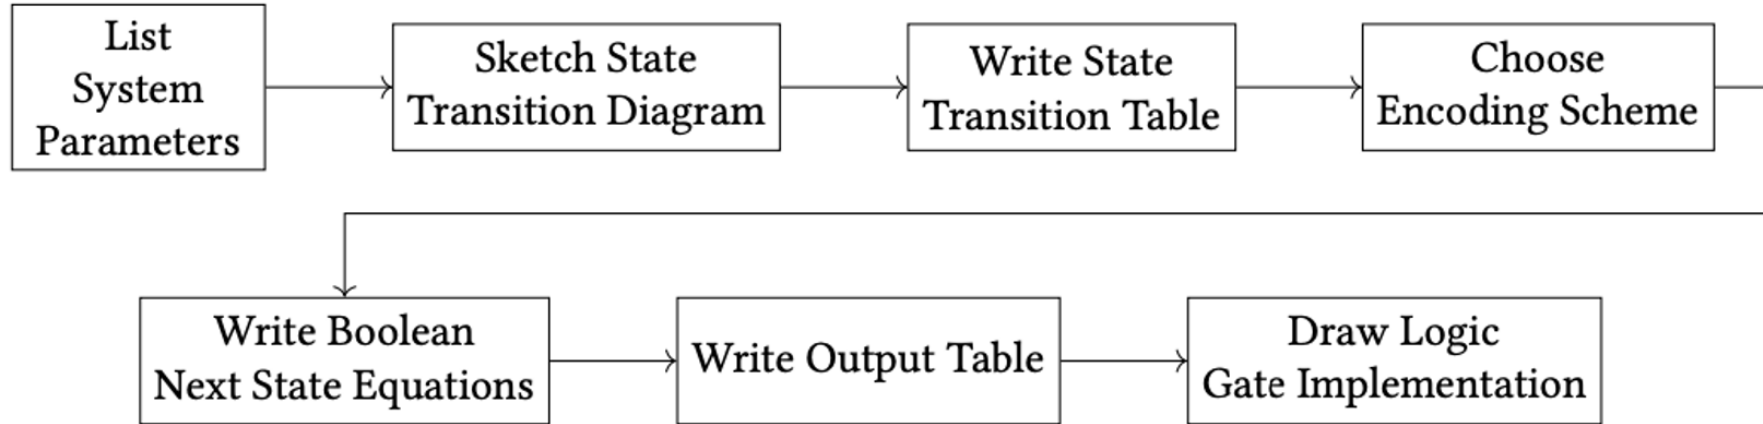 List
System
Parameters
Sketch State
Transition Diagram
Write State
Transition Table
Choose
Encoding Scheme
Write Boolean
Next State Equations
Write Output Table
Draw Logic
Gate Implementation